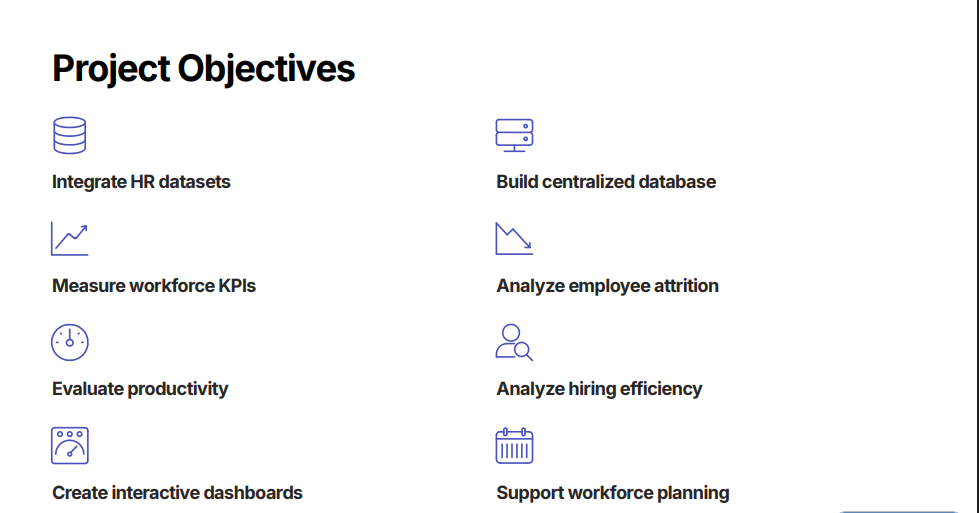 Project Objectives
Integrate HR datasets
Build centralized database
Measure workforce KPIs
Analyze employee attrition
Evaluate productivity
Analyze hiring efficiency
Create interactive dashboards
Support workforce planning